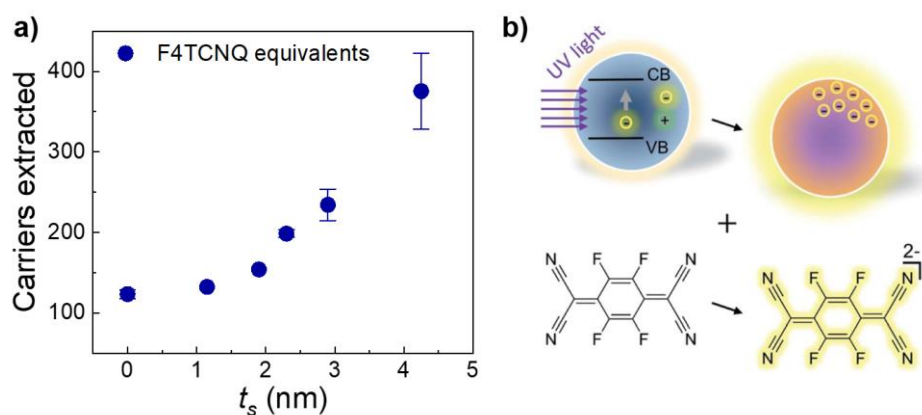 a)
F4TCNQ equivalents
Carriers extracted
400
300
200
100
0 1 2 3 4 5
ts (nm)
b)
UV light
CB
-
- +
VB
- - - - - - - -
+
N F F N
N F F N
N F F N 2-
N F F N